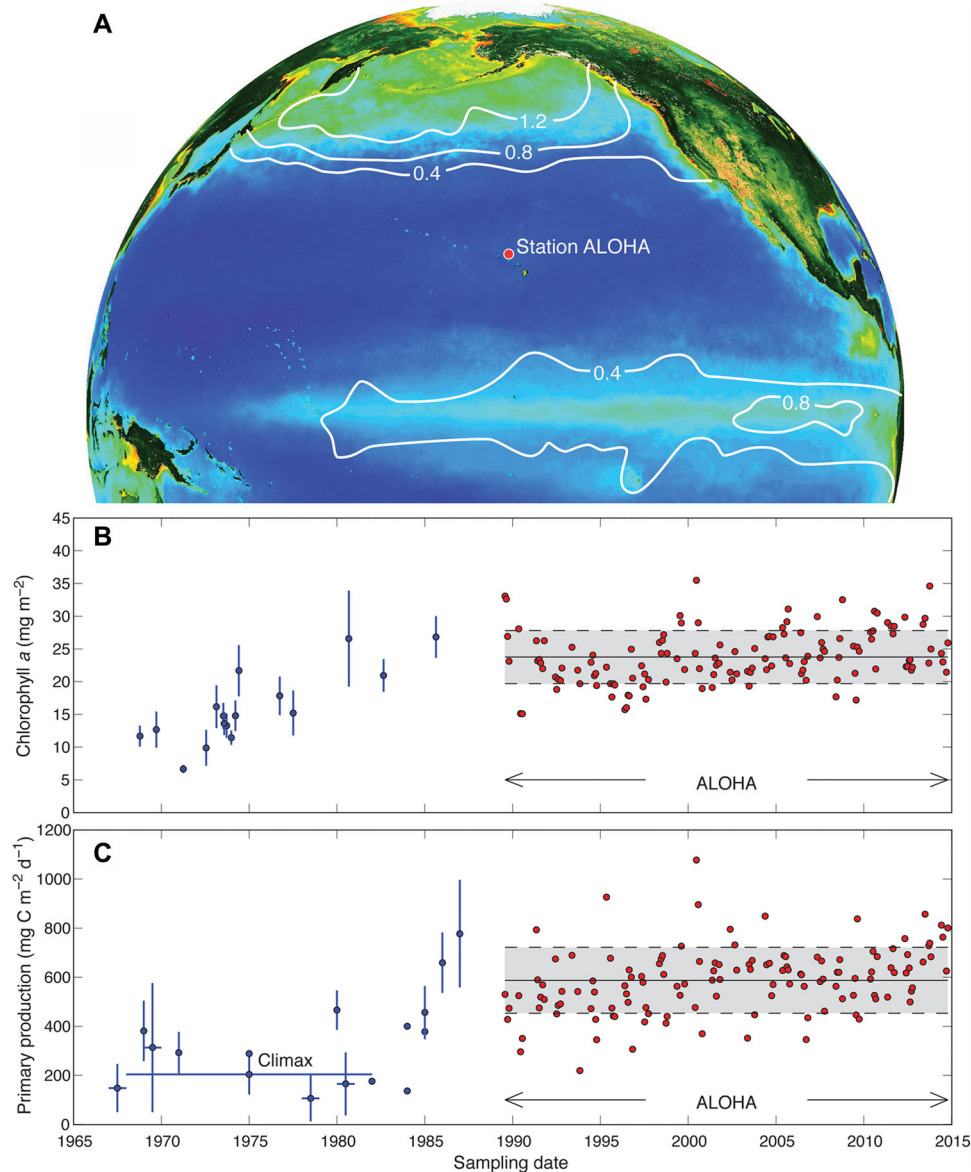 A
1.2
0.8
0.4
Station ALOHA
0.4
0.8
B
Chlorophyll a (mg m⁻²)
45
40
35
30
25
20
15
10
5
0
ALOHA
C
Primary production (mg C m⁻² d⁻¹)
1200
1000
800
600
400
200
0
Climax
ALOHA
1965 1970 1975 1980 1985 1990 1995 2000 2005 2010 2015
Sampling date